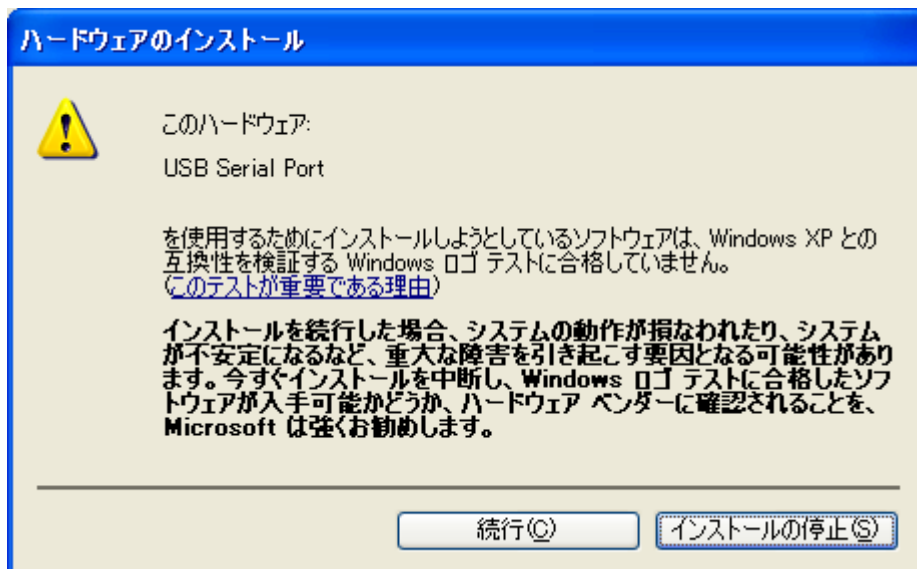 ハードウェアのインストール
このハードウェア:
USB Serial Port
を使用するためにインストールしようとしているソフトウェアは、Windows XP との
互換性を検証する Windows ロゴ テストに合格していません。
(このテストが重要である理由)
インストールを続行した場合、システムの動作が損なわれたり、システム
が不安定になるなど、重大な障害を引き起こす要因となる可能性があり
ます。今すぐインストールを中断し、Windows ロゴ テストに合格したソフ
トウェアが入手可能かどうか、ハードウェア ベンダーに確認されることを、
Microsoft は強くお勧めします。
続行(C)
インストールの停止(S)